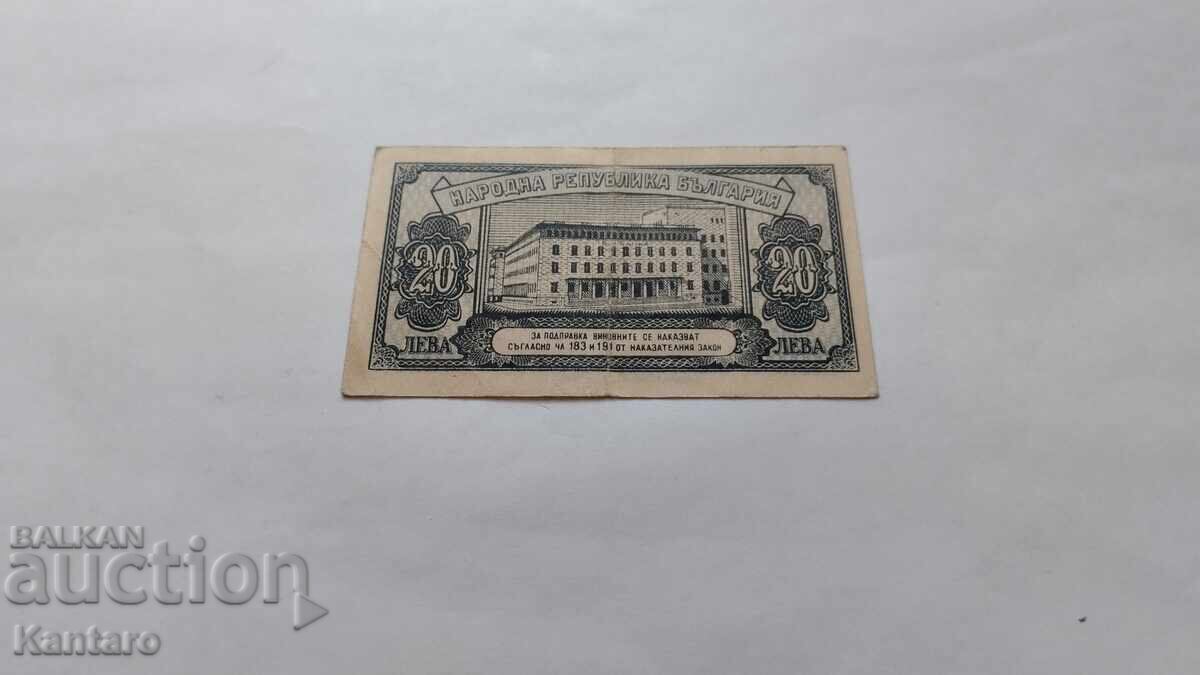 НАРОДНА РЕПУБЛИКА БЪЛГАРИЯ
20 20
ЗА ПОДПРАВКА ВИНОВНИТЕ СЕ НАКАЗВАТ
СЪГЛАСНО ЧЛ 183 И 191 ОТ НАКАЗАТЕЛНИЯ ЗАКОН
ЛЕВА ЛЕВА
BALKAN
auction
Kantaro